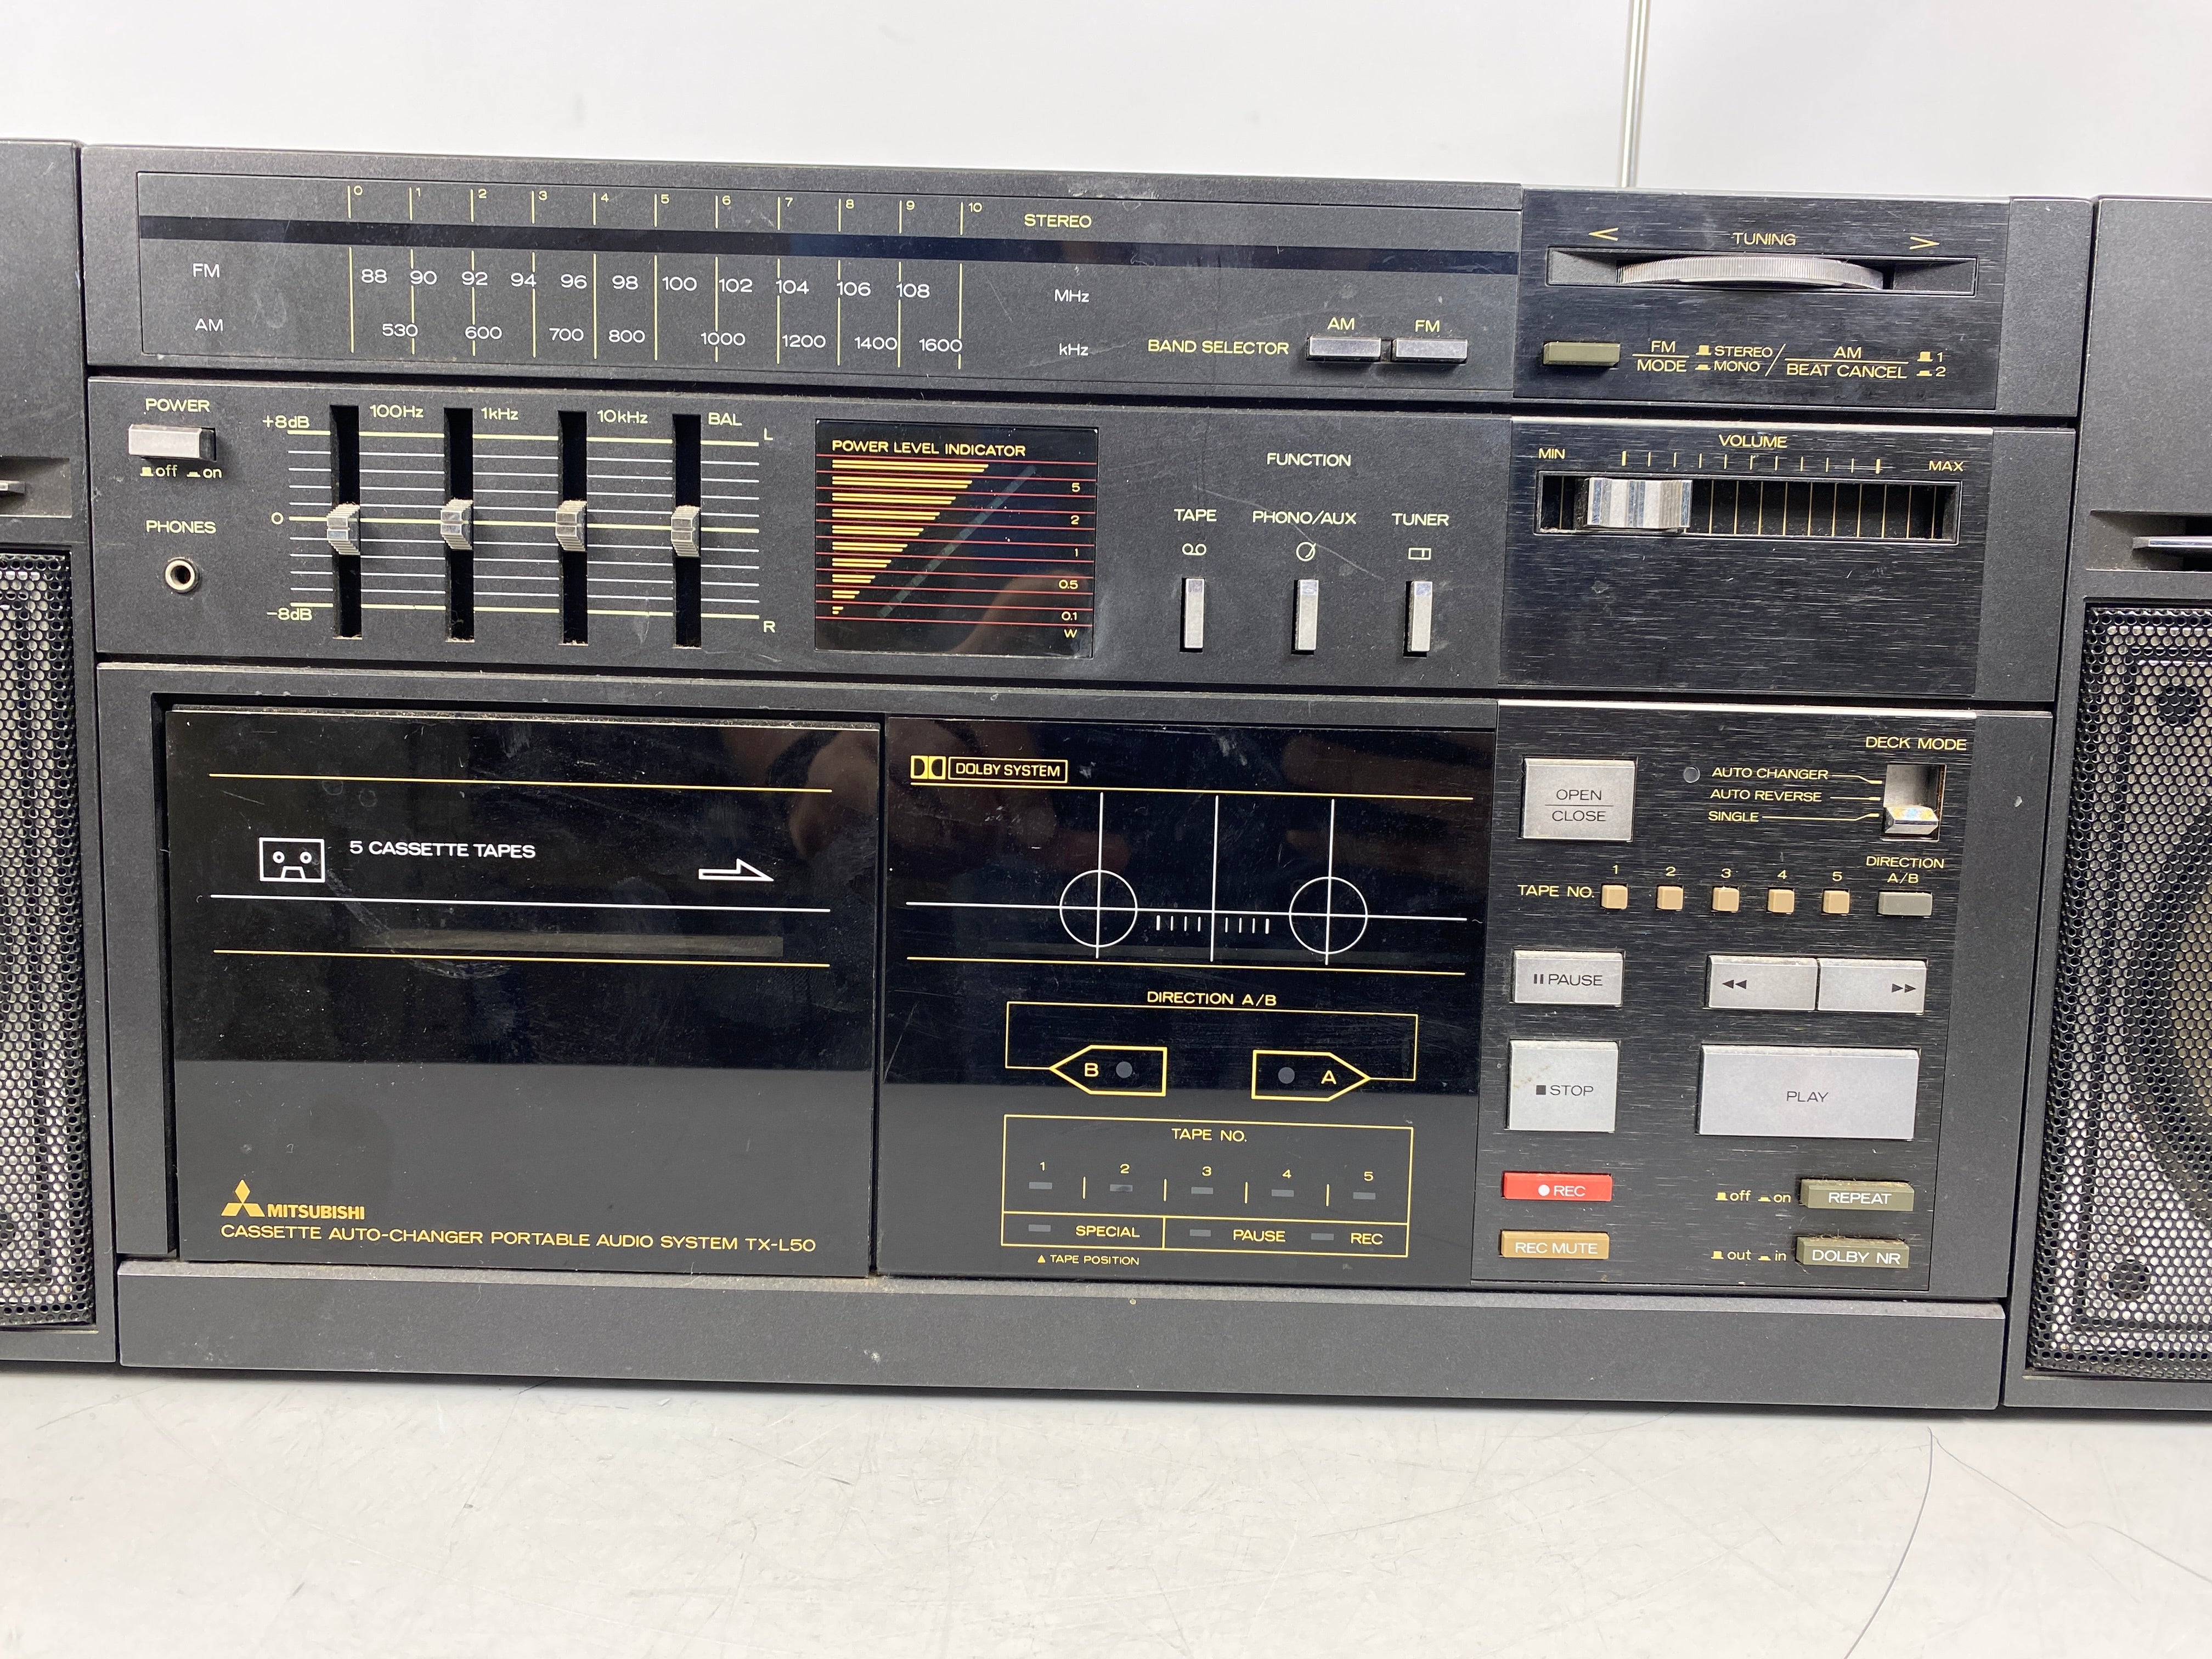 0 1 2 3 4 5 6 7 8 9 10 STEREO
FM 88 90 92 94 96 98 100 102 104 106 108 MHz
AM 530 600 700 800 1000 1200 1400 1600 kHz
BAND SELECTOR AM FM
< TUNING >
FM MODE STEREO MONO / AM BEAT CANCEL 1 2
POWER
off on
PHONES
+8dB 100Hz 1kHz 10kHz BAL L
0
-8dB R
POWER LEVEL INDICATOR
5
2
1
0.5
0.1
W
FUNCTION
TAPE PHONO/AUX TUNER
VOLUME
MIN MAX
5 CASSETTE TAPES
MITSUBISHI
CASSETTE AUTO-CHANGER PORTABLE AUDIO SYSTEM TX-L50
DOLBY SYSTEM
DIRECTION A/B
B A
TAPE NO.
1 2 3 4 5
SPECIAL PAUSE REC
▲ TAPE POSITION
DECK MODE
OPEN
CLOSE
AUTO CHANGER
AUTO REVERSE
SINGLE
DIRECTION
A/B
TAPE NO. 1 2 3 4 5
PAUSE ◀◀ ▶▶
■ STOP PLAY
● REC off on REPEAT
REC MUTE out in DOLBY NR